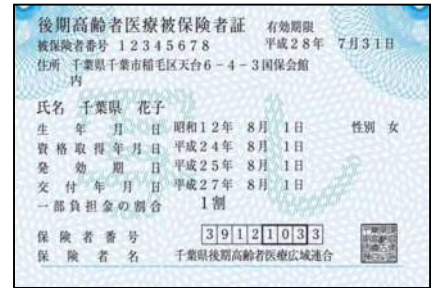 後期高齢者医療被保険者証 有効期限
被保険者番号 12345678 平成28年 7月31日
住所 千葉県千葉市稲毛区天台6-4-3国保会館
内
氏名 千葉県 花子
生年月日 昭和12年 8月 1日 性別 女
資格取得年月日 平成24年 8月 1日
発効期日 平成25年 8月 1日
交付年月日 平成27年 8月 1日
一部負担金の割合 1割
保険者番号 39121033
保険者名 千葉県後期高齢者医療広域連合